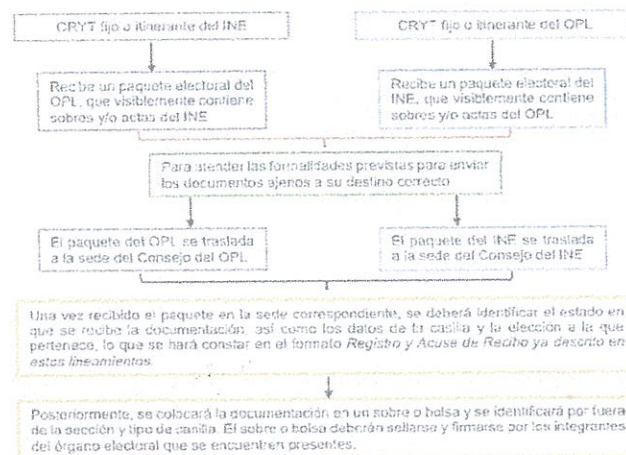 CRYT fijo o itinerante del INE
CRYT fijo o itinerante del OPL
Recibe un paquete electoral del
OPL, que visiblemente contiene
sobres y/o actas del INE
Recibe un paquete electoral del
INE, que visiblemente contiene
sobres y/o actas del OPL
Para atender las formalidades previstas para enviar
los documentos ajenos a su destino correcto
El paquete del OPL se traslada
a la sede del Consejo del OPL
El paquete del INE se traslada
a la sede del Consejo del INE
Una vez recibido el paquete en la sede correspondiente, se deberá identificar el estado en
que se recibe la documentación, así como los datos de la casilla y la elección a la que
pertenece, lo que se hará constar en el formato Registro y Acuse de Recibo ya descrito en
estos lineamientos.
Posteriormente, se colocará la documentación en un sobre o bolsa y se identificará por fuera
de la sección y tipo de casilla. El sobre o bolsa deberán sellarse y firmarse por los integrantes
del órgano electoral que se encuentren presentes.